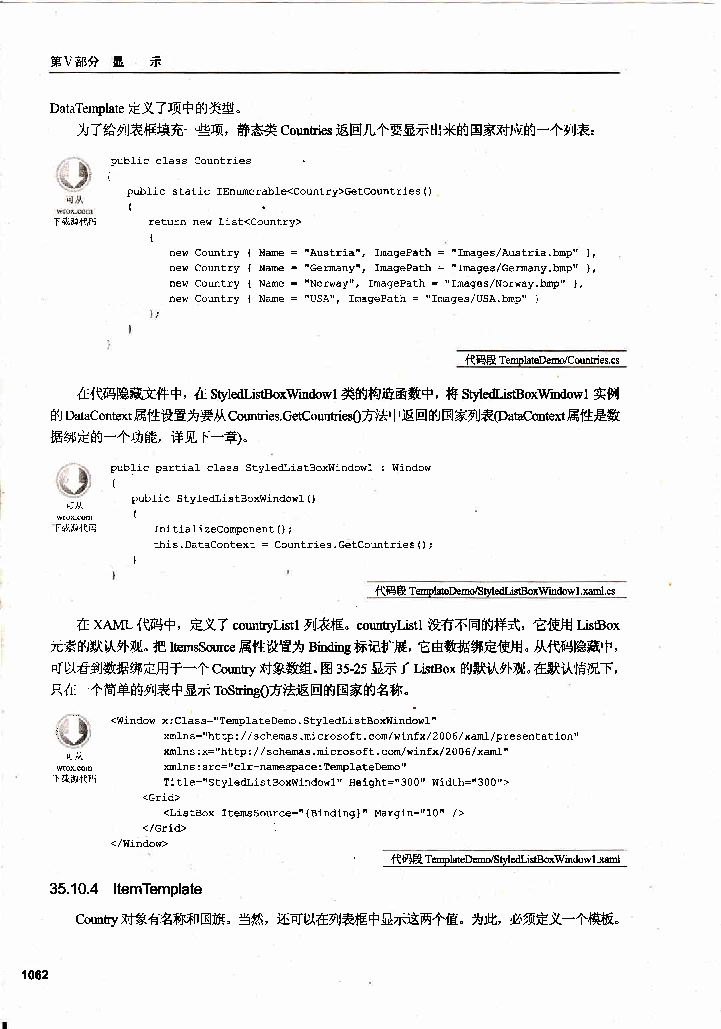 第Ⅴ部分 显 示
DataTemplate 定义了项中的类型。
为了给列表框填充一些项，静态类 Countries 返回几个要显示出来的国家对应的一个列表：
public class Countries
{
public static IEnumerable<Country>GetCountries()
{
return new List<Country>
{
new Country { Name = "Austria", ImagePath = "Images/Austria.bmp" },
new Country { Name = "Germany", ImagePath = "Images/Germany.bmp" },
new Country { Name = "Norway", ImagePath = "Images/Norway.bmp" },
new Country { Name = "USA", ImagePath = "Images/USA.bmp" }
};
}
}
可从
wrox.com
下载源代码
代码段 TemplateDemo/Countries.cs
在代码隐藏文件中，在 StyledListBoxWindow1 类的构造函数中，将 StyledListBoxWindow1 实例
的 DataContext 属性设置为要从 Countries.GetCountries()方法中返回的国家列表(DataContext 属性是数
据绑定的一个功能，详见下一章)。
public partial class StyledListBoxWindow1 : Window
{
public StyledListBoxWindow1()
{
InitializeComponent();
this.DataContext = Countries.GetCountries();
}
}
可从
wrox.com
下载源代码
代码段 TemplateDemo/StyledListBoxWindow1.xaml.cs
在 XAML 代码中，定义了 countryList1 列表框。countryList1 没有不同的样式，它使用 ListBox
元素的默认外观。把 ItemsSource 属性设置为 Binding 标记扩展，它由数据绑定使用。从代码隐藏中，
可以看到数据绑定用于一个 Country 对象数组。图 35-25 显示了 ListBox 的默认外观。在默认情况下，
只在一个简单的列表中显示 ToString()方法返回的国家的名称。
<Window x:Class="TemplateDemo.StyledListBoxWindow1"
xmlns="http://schemas.microsoft.com/winfx/2006/xaml/presentation"
xmlns:x="http://schemas.microsoft.com/winfx/2006/xaml"
xmlns:src="clr-namespace:TemplateDemo"
Title="StyledListBoxWindow1" Height="300" Width="300">
<Grid>
<ListBox ItemsSource="{Binding}" Margin="10" />
</Grid>
</Window>
可从
wrox.com
下载源代码
代码段 TemplateDemo/StyledListBoxWindow1.xaml
35.10.4 ItemTemplate
Country 对象有名称和国旗。当然，还可以在列表框中显示这两个值。为此，必须定义一个模板。
1062